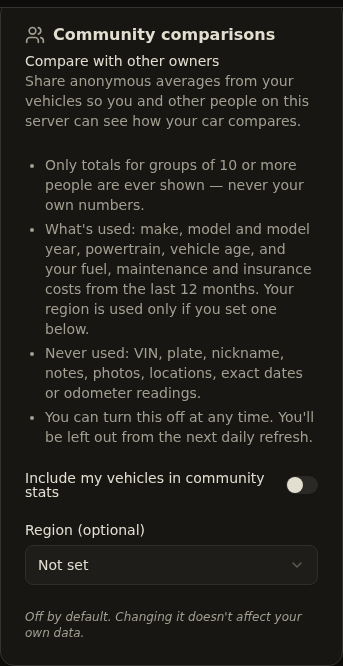 Community comparisons
Compare with other owners
Share anonymous averages from your
vehicles so you and other people on this
server can see how your car compares.
• Only totals for groups of 10 or more
people are ever shown — never your
own numbers.
• What's used: make, model and model
year, powertrain, vehicle age, and
your fuel, maintenance and insurance
costs from the last 12 months. Your
region is used only if you set one
below.
• Never used: VIN, plate, nickname,
notes, photos, locations, exact dates
or odometer readings.
• You can turn this off at any time. You'll
be left out from the next daily refresh.
Include my vehicles in community
stats
Region (optional)
Not set
Off by default. Changing it doesn't affect your
own data.